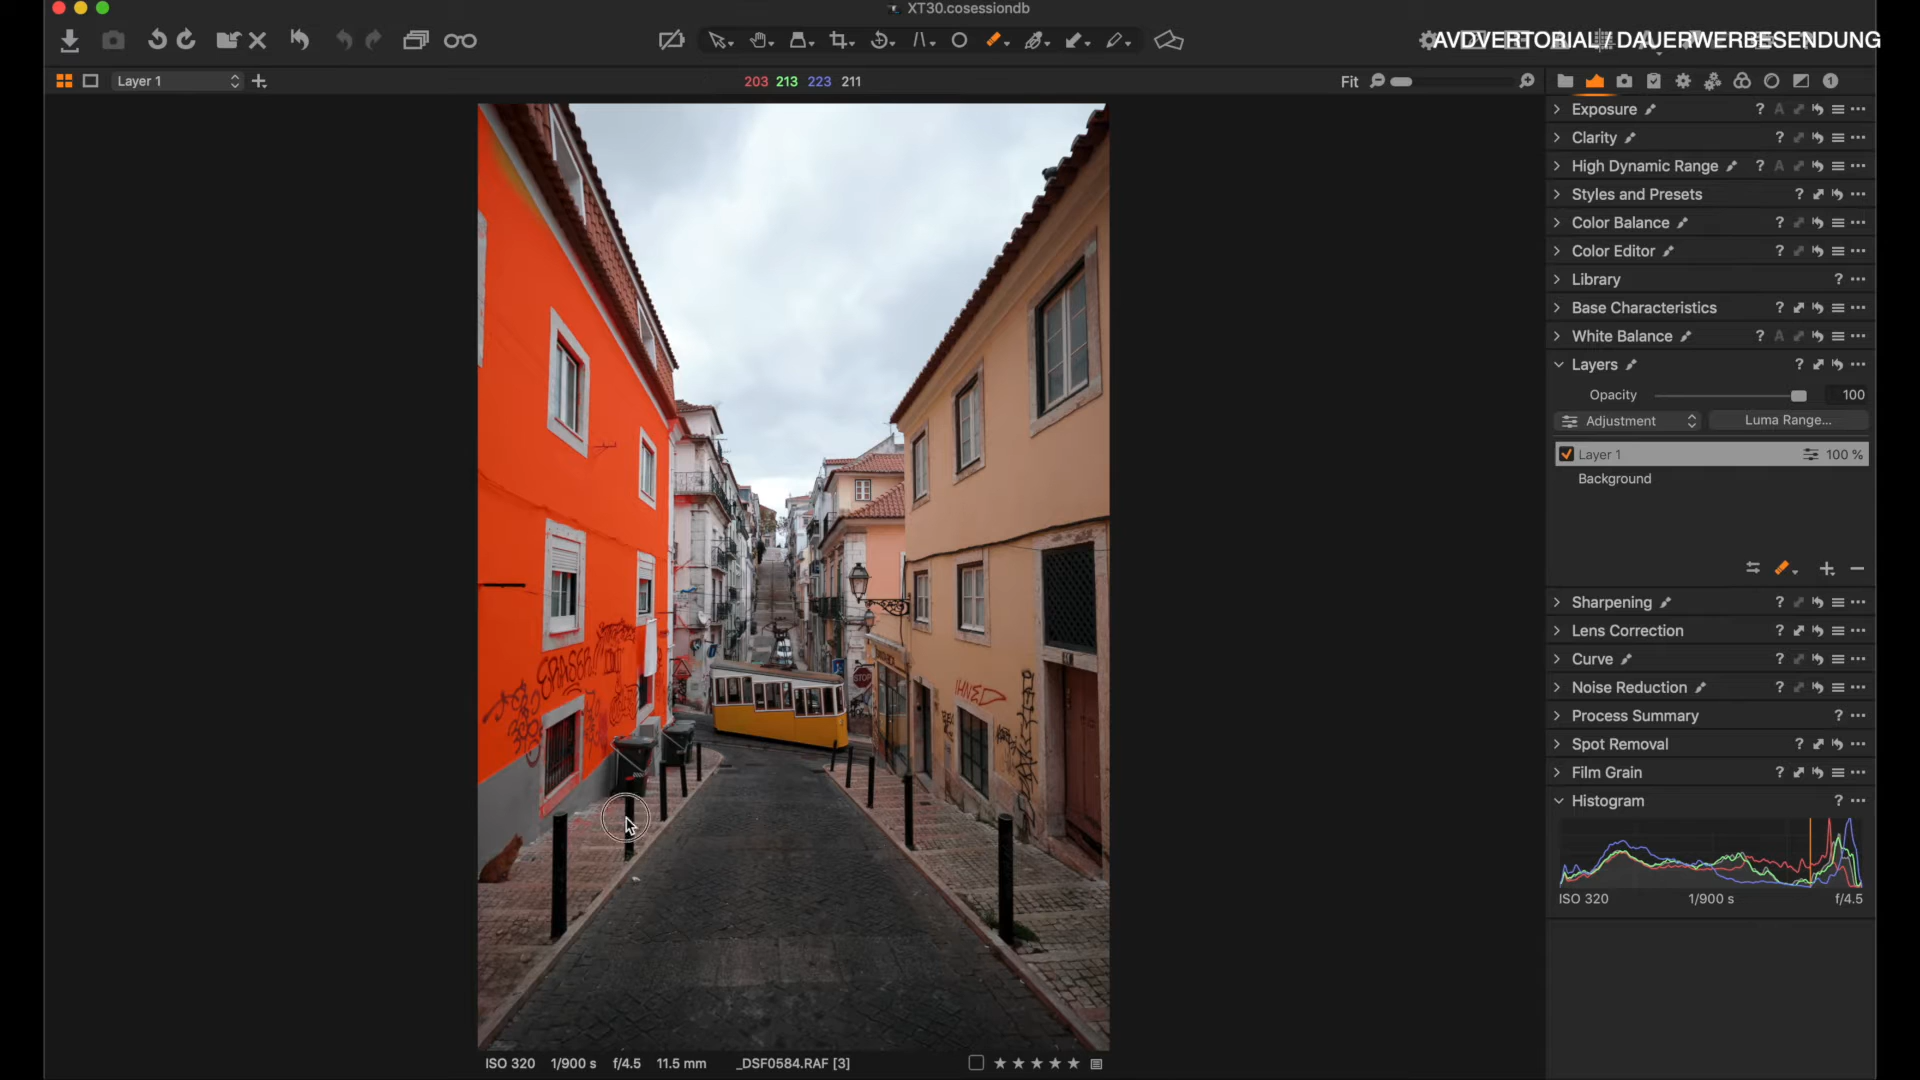 XT30.cosessiondb
AVDVERTORIAL / DAUERWERBESENDUNG
Layer 1
203 213 223 211
Fit
Exposure
Clarity
High Dynamic Range
Styles and Presets
Color Balance
Color Editor
Library
Base Characteristics
White Balance
Layers
Opacity 100
Adjustment Luma Range...
Layer 1 100 %
Background
Sharpening
Lens Correction
Curve
Noise Reduction
Process Summary
Spot Removal
Film Grain
Histogram
ISO 320 1/900 s f/4.5
STOP
ISO 320 1/900 s f/4.5 11.5 mm _DSF0584.RAF [3]